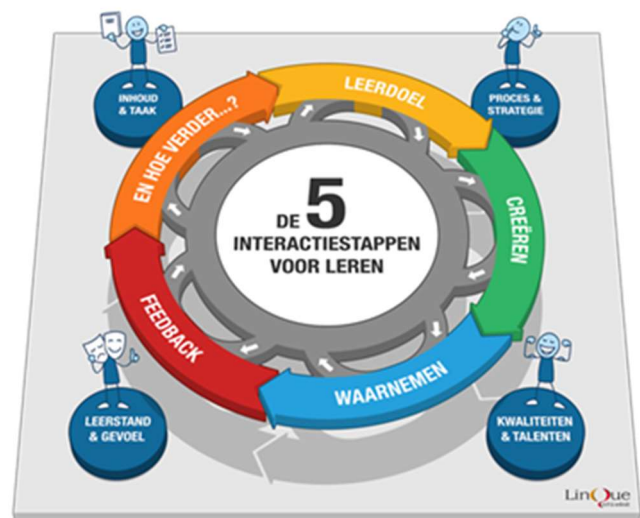 INHOUD
& TAAK
PROCES &
STRATEGIE
LEERDOEL
CREËREN
WAARNEMEN
FEEDBACK
EN HOE VERDER...?
DE 5
INTERACTIESTAPPEN
VOOR LEREN
LEERSTAND
& GEVOEL
KWALITEITEN
& TALENTEN
LinQue